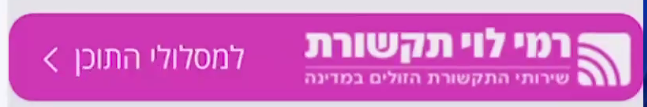 רמי לוי תקשורת
שירותי התקשורת הזולים במדינה
למסלולי התוכן >